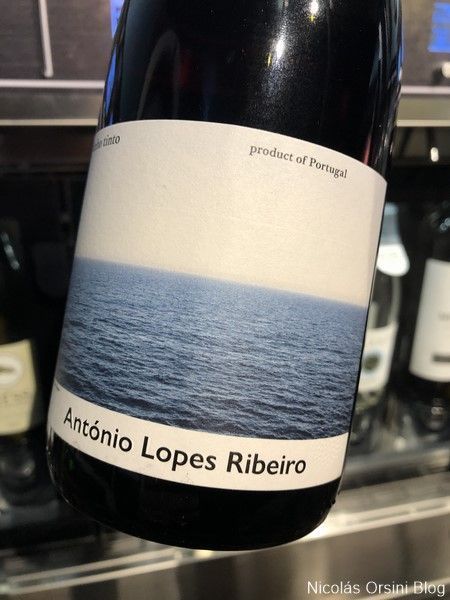 tinto
product of Portugal
António Lopes Ribeiro
Nicolás Orsini Blog